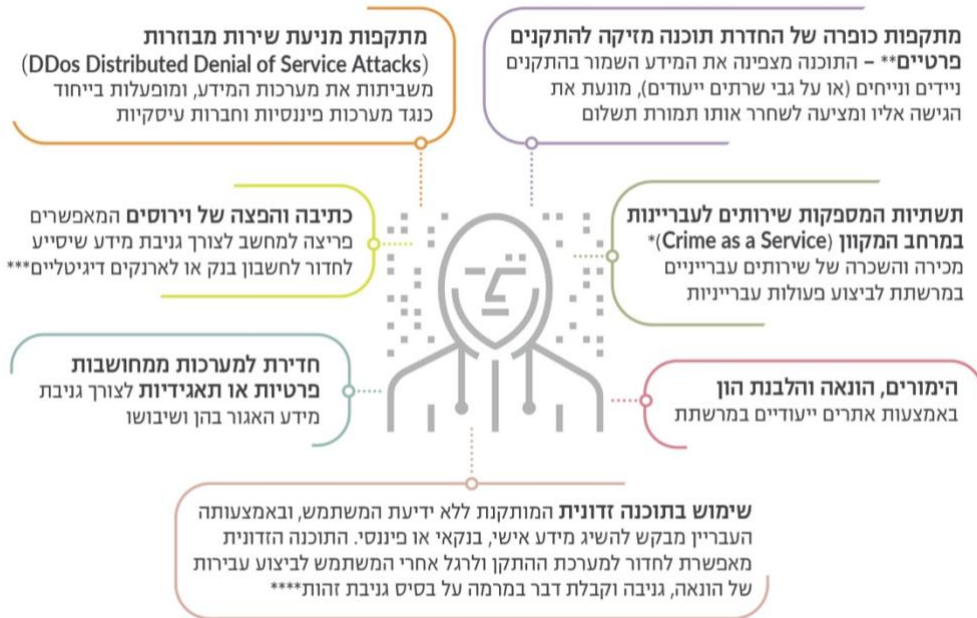 מתקפות כופרה של החדרת תוכנה מזיקה להתקנים
פרטיים** – התוכנה מצפינה את המידע השמור בהתקנים
ניידים ונייחים (או על גבי שרתים ייעודים), מונעת את
הגישה אליו ומציעה לשחרר אותו תמורת תשלום
מתקפות מניעת שירות מבוזרות
(DDos Distributed Denial of Service Attacks)
משביתות את מערכות המידע, ומופעלות בייחוד
כנגד מערכות פיננסיות וחברות עיסקיות
תשתיות המספקות שירותים לעבריינות
במרחב המקוון (Crime as a Service)*
מכירה והשכרה של שירותים עברייניים
במרשתת לביצוע פעולות עברייניות
כתיבה והפצה של וירוסים המאפשרים
פריצה למחשב לצורך גניבת מידע שיסייע
לחדור לחשבון בנק או לארנקים דיגיטליים***
הימורים, הונאה והלבנת הון
באמצעות אתרים ייעודיים במרשתת
חדירת למערכות ממחושבות
פרטיות או תאגידיות לצורך גניבת
מידע האגור בהן ושיבושו
שימוש בתוכנה זדונית המותקנת ללא ידיעת המשתמש, ובאמצעותה
העבריין מבקש להשיג מידע אישי, בנקאי או פיננסי. התוכנה הזדונית
מאפשרת לחדור למערכת ההתקן ולרגל אחרי המשתמש לביצוע עבירות
של הונאה, גניבה וקבלת דבר במרמה על בסיס גניבת זהות****